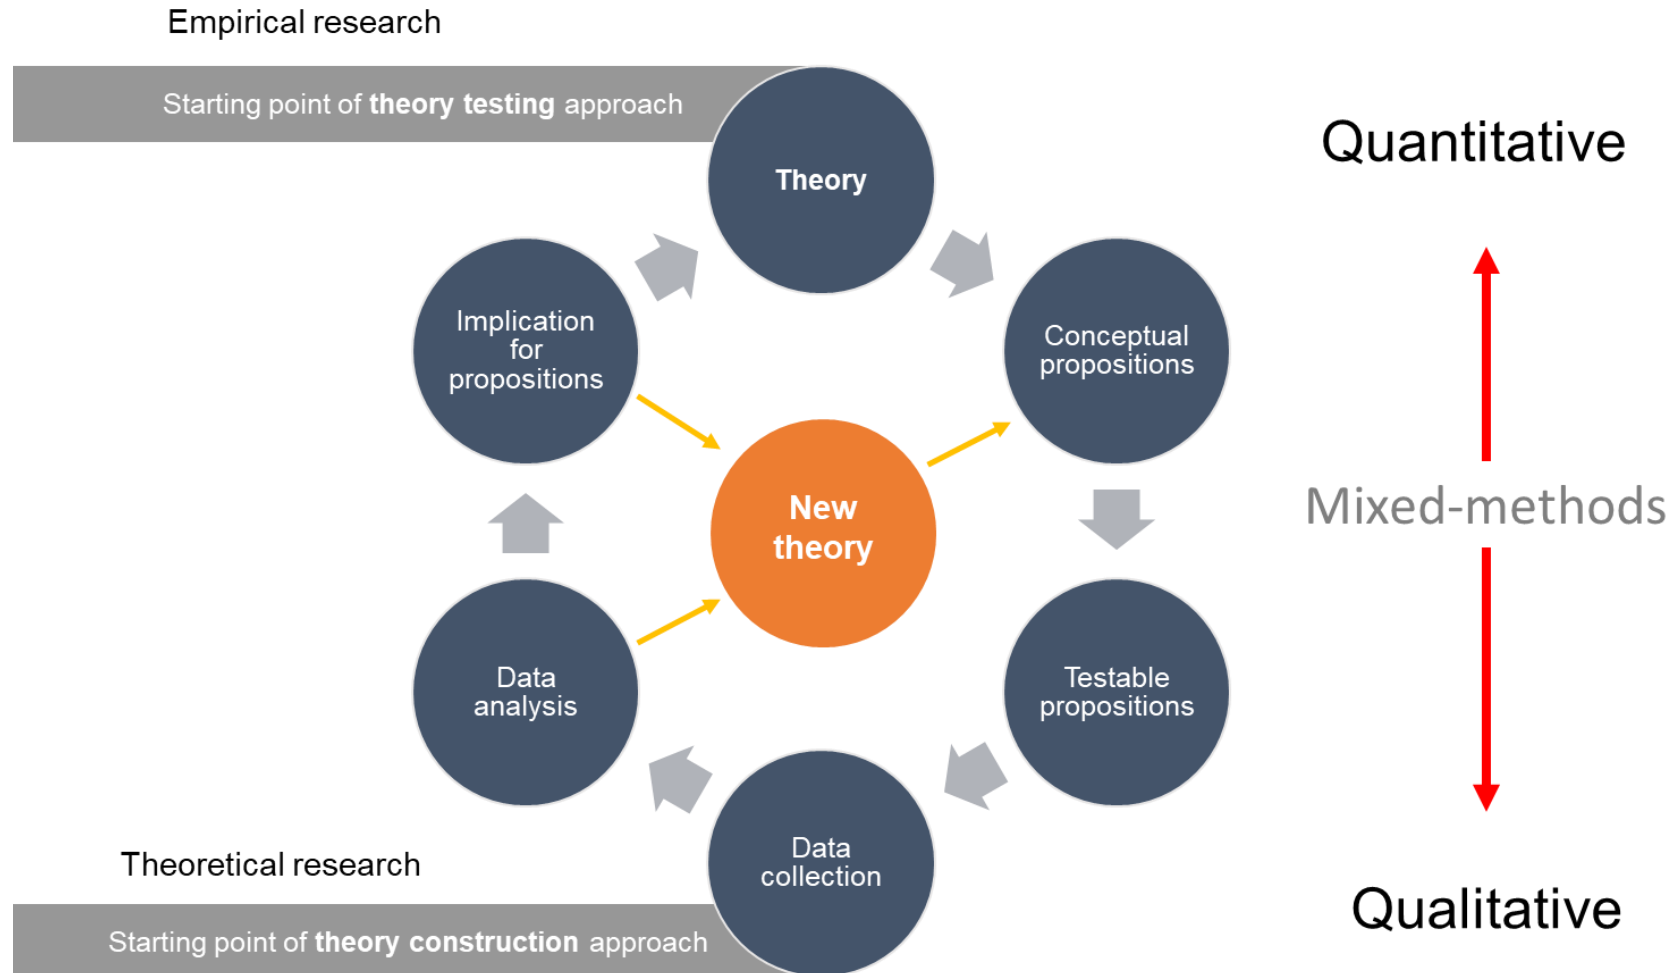 Empirical research
Starting point of theory testing approach
Theory
Quantitative
Implication
for
propositions
Conceptual
propositions
New
theory
Mixed-methods
Data
analysis
Testable
propositions
Theoretical research
Data
collection
Qualitative
Starting point of theory construction approach